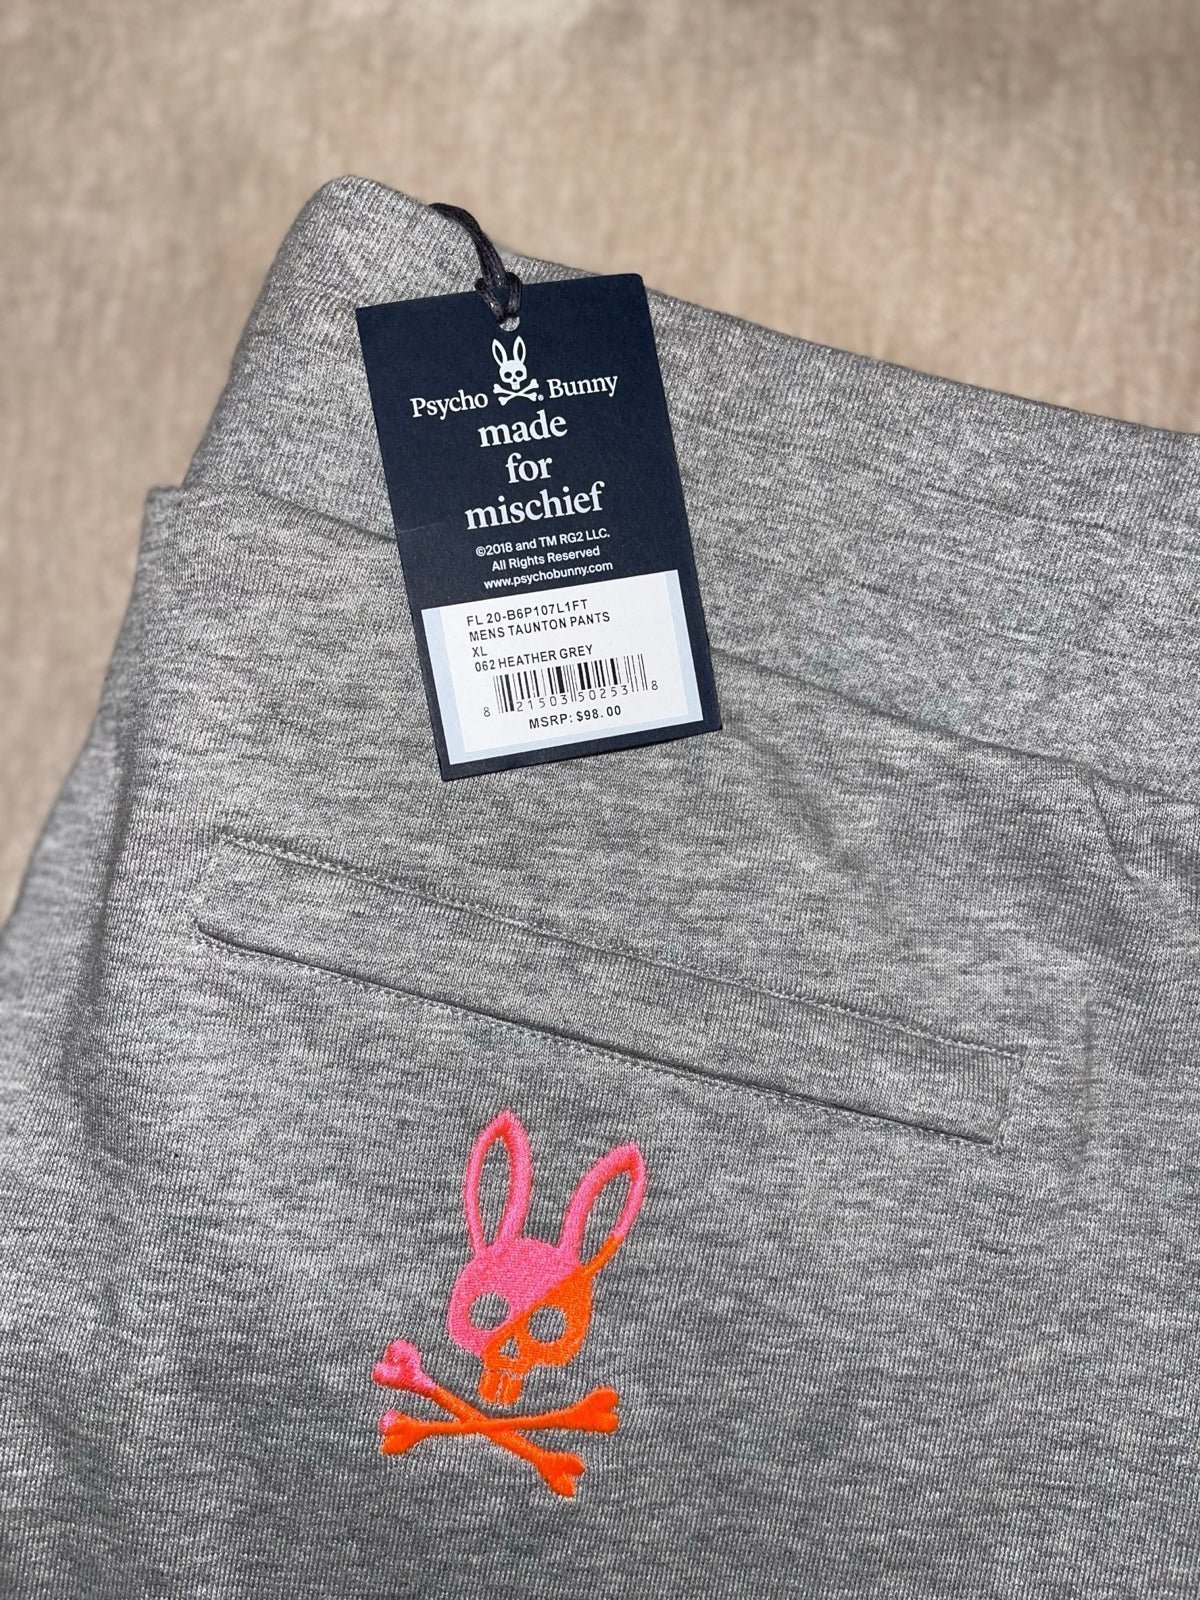 Psycho Bunny
made
for
mischief
©2018 and TM RG2 LLC.
All Rights Reserved
www.psychobunny.com
FL 20-B6P107L1FT
MENS TAUNTON PANTS
XL
062 HEATHER GREY
8 21503 50253 8
MSRP: $98.00